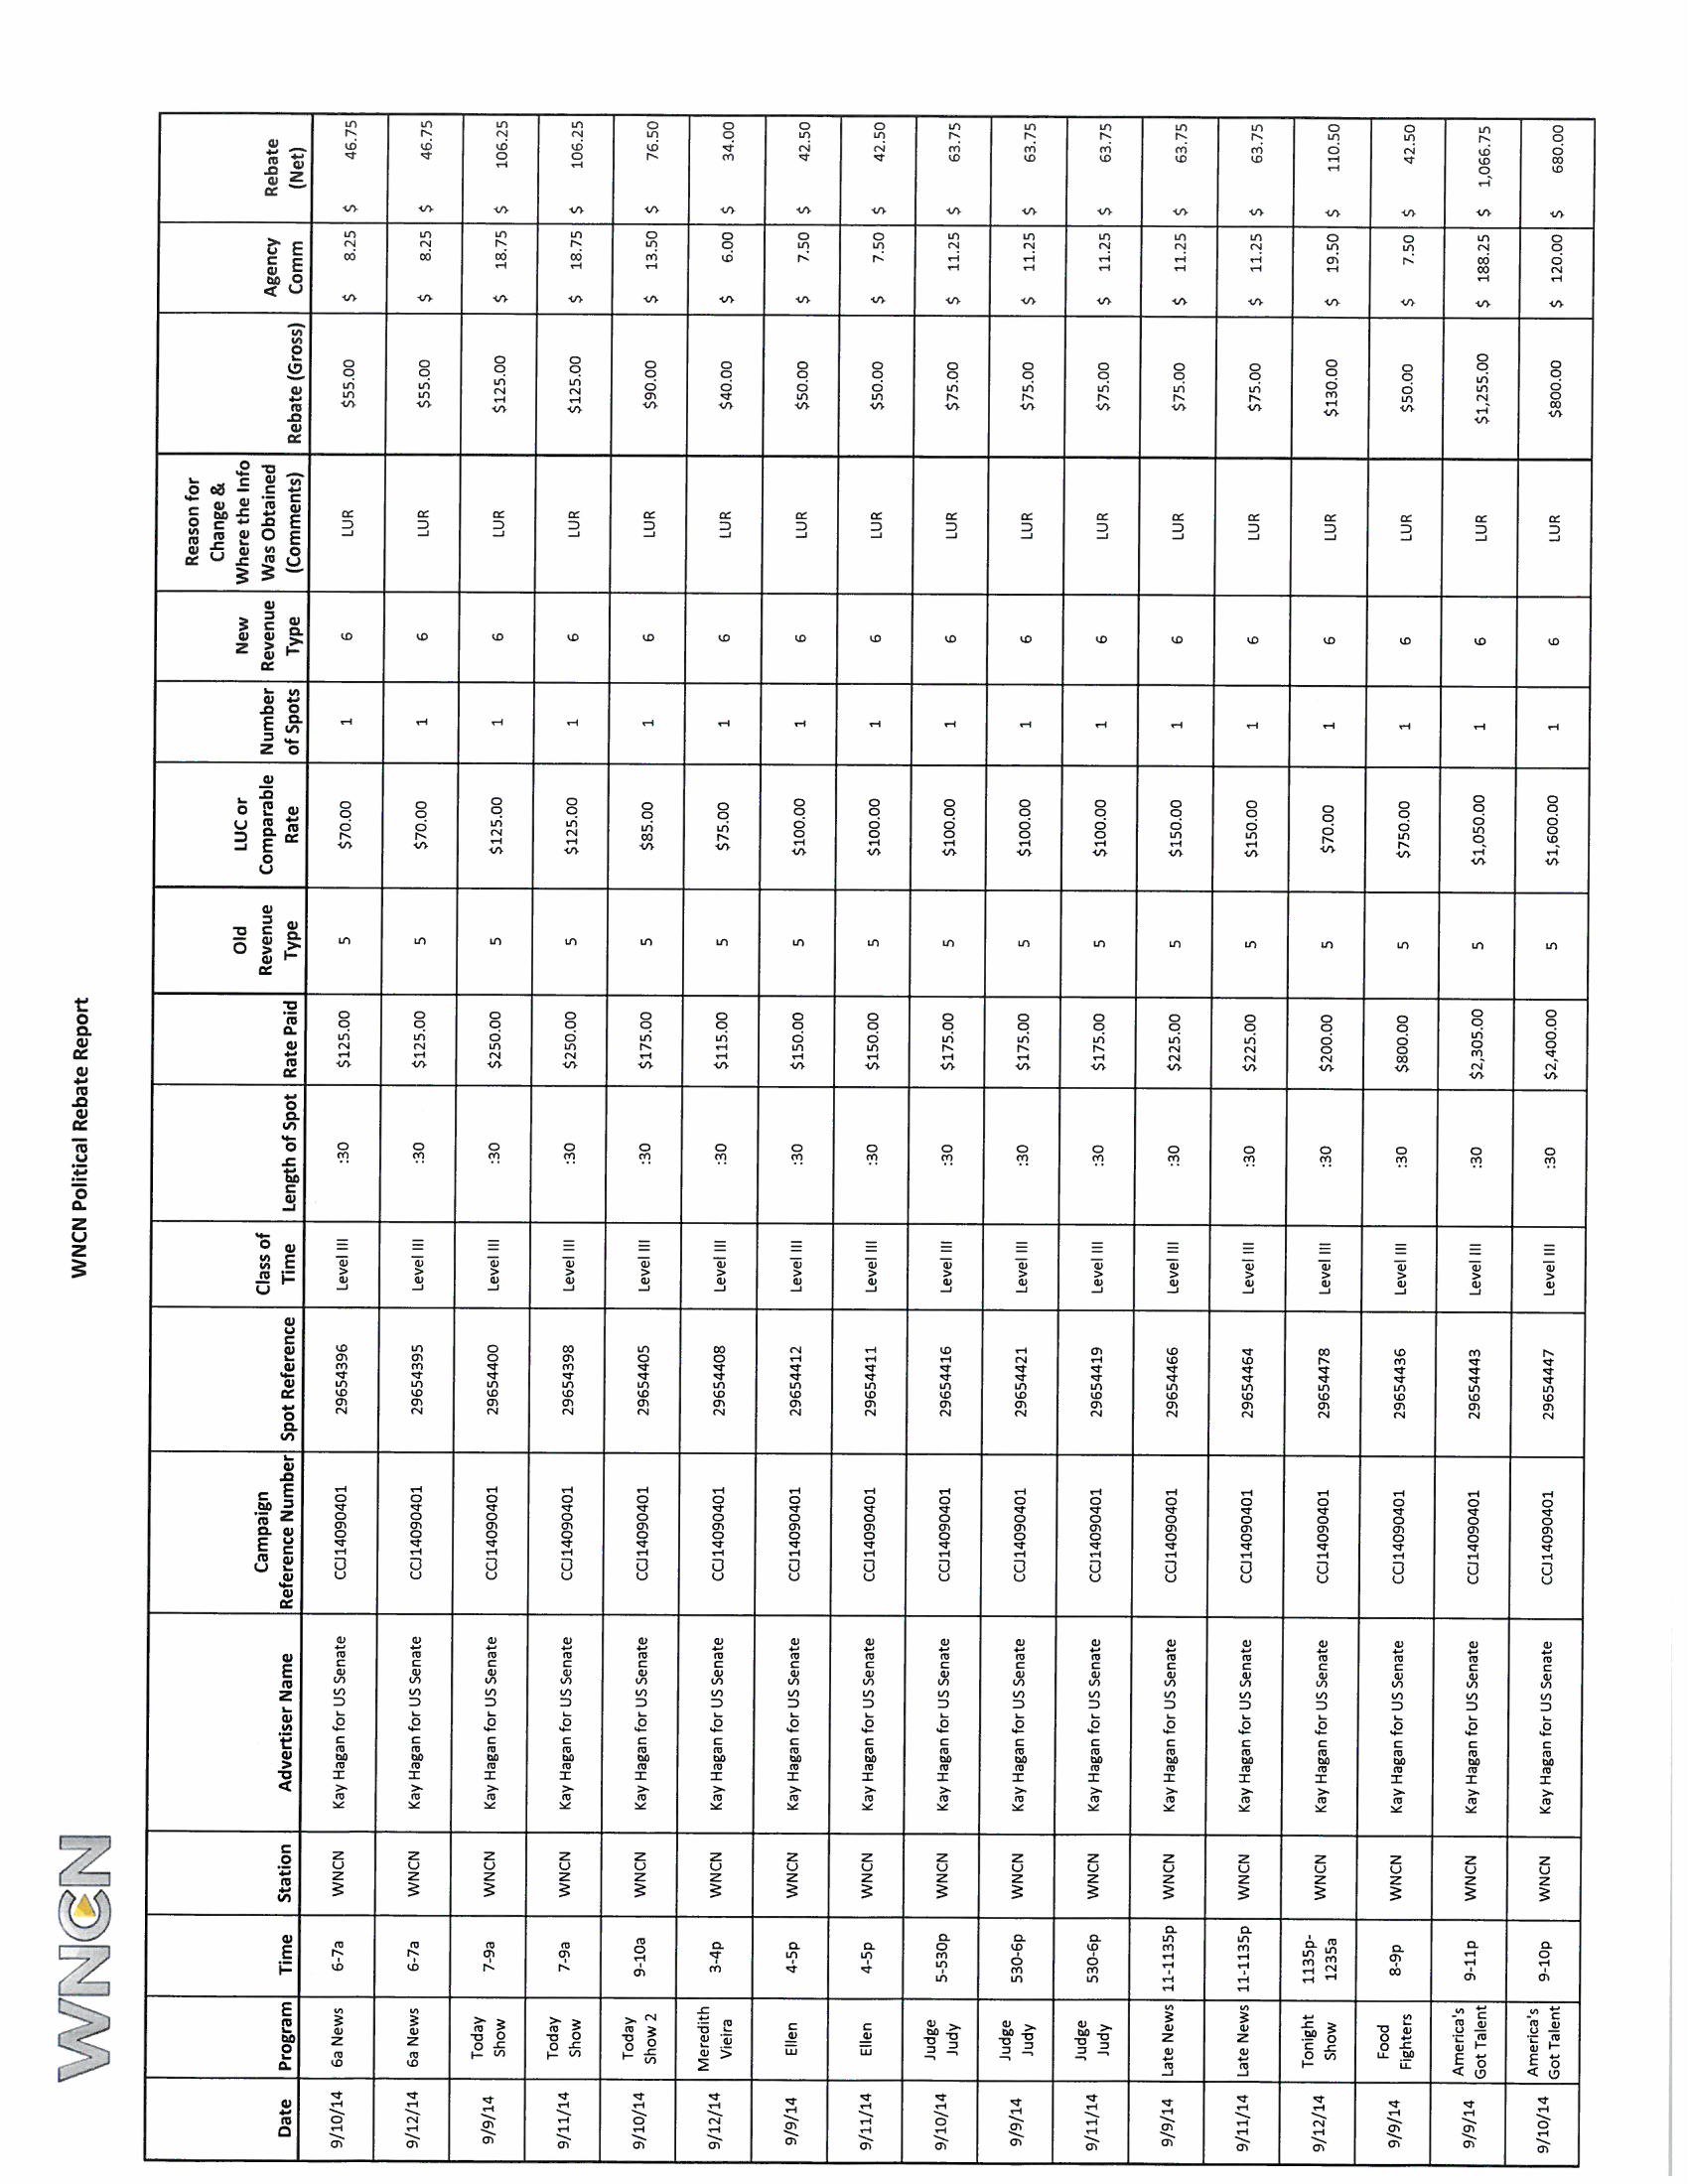 WNCN
WNCN Political Rebate Report
Date Program Time Station Advertiser Name Campaign Reference Number Spot Reference Class of Time Length of Spot Rate Paid Old Revenue Type LUC or Comparable Rate Number of Spots New Revenue Type Reason for Change & Where the Info Was Obtained (Comments) Rebate (Gross) Agency Comm Rebate (Net)
9/10/14 6a News 6-7a WNCN Kay Hagan for US Senate CCJ14090401 29654396 Level III :30 $125.00 5 $70.00 1 6 LUR $55.00 $ 8.25 $ 46.75
9/12/14 6a News 6-7a WNCN Kay Hagan for US Senate CCJ14090401 29654395 Level III :30 $125.00 5 $70.00 1 6 LUR $55.00 $ 8.25 $ 46.75
9/9/14 Today Show 7-9a WNCN Kay Hagan for US Senate CCJ14090401 29654400 Level III :30 $250.00 5 $125.00 1 6 LUR $125.00 $ 18.75 $ 106.25
9/11/14 Today Show 7-9a WNCN Kay Hagan for US Senate CCJ14090401 29654398 Level III :30 $250.00 5 $125.00 1 6 LUR $125.00 $ 18.75 $ 106.25
9/10/14 Today Show 2 9-10a WNCN Kay Hagan for US Senate CCJ14090401 29654405 Level III :30 $175.00 5 $85.00 1 6 LUR $90.00 $ 13.50 $ 76.50
9/12/14 Meredith Vieira 3-4p WNCN Kay Hagan for US Senate CCJ14090401 29654408 Level III :30 $115.00 5 $75.00 1 6 LUR $40.00 $ 6.00 $ 34.00
9/9/14 Ellen 4-5p WNCN Kay Hagan for US Senate CCJ14090401 29654412 Level III :30 $150.00 5 $100.00 1 6 LUR $50.00 $ 7.50 $ 42.50
9/11/14 Ellen 4-5p WNCN Kay Hagan for US Senate CCJ14090401 29654411 Level III :30 $150.00 5 $100.00 1 6 LUR $50.00 $ 7.50 $ 42.50
9/10/14 Judge Judy 5-530p WNCN Kay Hagan for US Senate CCJ14090401 29654416 Level III :30 $175.00 5 $100.00 1 6 LUR $75.00 $ 11.25 $ 63.75
9/9/14 Judge Judy 530-6p WNCN Kay Hagan for US Senate CCJ14090401 29654421 Level III :30 $175.00 5 $100.00 1 6 LUR $75.00 $ 11.25 $ 63.75
9/11/14 Judge Judy 530-6p WNCN Kay Hagan for US Senate CCJ14090401 29654419 Level III :30 $175.00 5 $100.00 1 6 LUR $75.00 $ 11.25 $ 63.75
9/9/14 Late News 11-1135p WNCN Kay Hagan for US Senate CCJ14090401 29654466 Level III :30 $225.00 5 $150.00 1 6 LUR $75.00 $ 11.25 $ 63.75
9/11/14 Late News 11-1135p WNCN Kay Hagan for US Senate CCJ14090401 29654464 Level III :30 $225.00 5 $150.00 1 6 LUR $75.00 $ 11.25 $ 63.75
9/12/14 Tonight Show 1135p-1235a WNCN Kay Hagan for US Senate CCJ14090401 29654478 Level III :30 $200.00 5 $70.00 1 6 LUR $130.00 $ 19.50 $ 110.50
9/9/14 Food Fighters 8-9p WNCN Kay Hagan for US Senate CCJ14090401 29654436 Level III :30 $800.00 5 $750.00 1 6 LUR $50.00 $ 7.50 $ 42.50
9/9/14 America's Got Talent 9-11p WNCN Kay Hagan for US Senate CCJ14090401 29654443 Level III :30 $2,305.00 5 $1,050.00 1 6 LUR $1,255.00 $ 188.25 $ 1,066.75
9/10/14 America's Got Talent 9-10p WNCN Kay Hagan for US Senate CCJ14090401 29654447 Level III :30 $2,400.00 5 $1,600.00 1 6 LUR $800.00 $ 120.00 $ 680.00